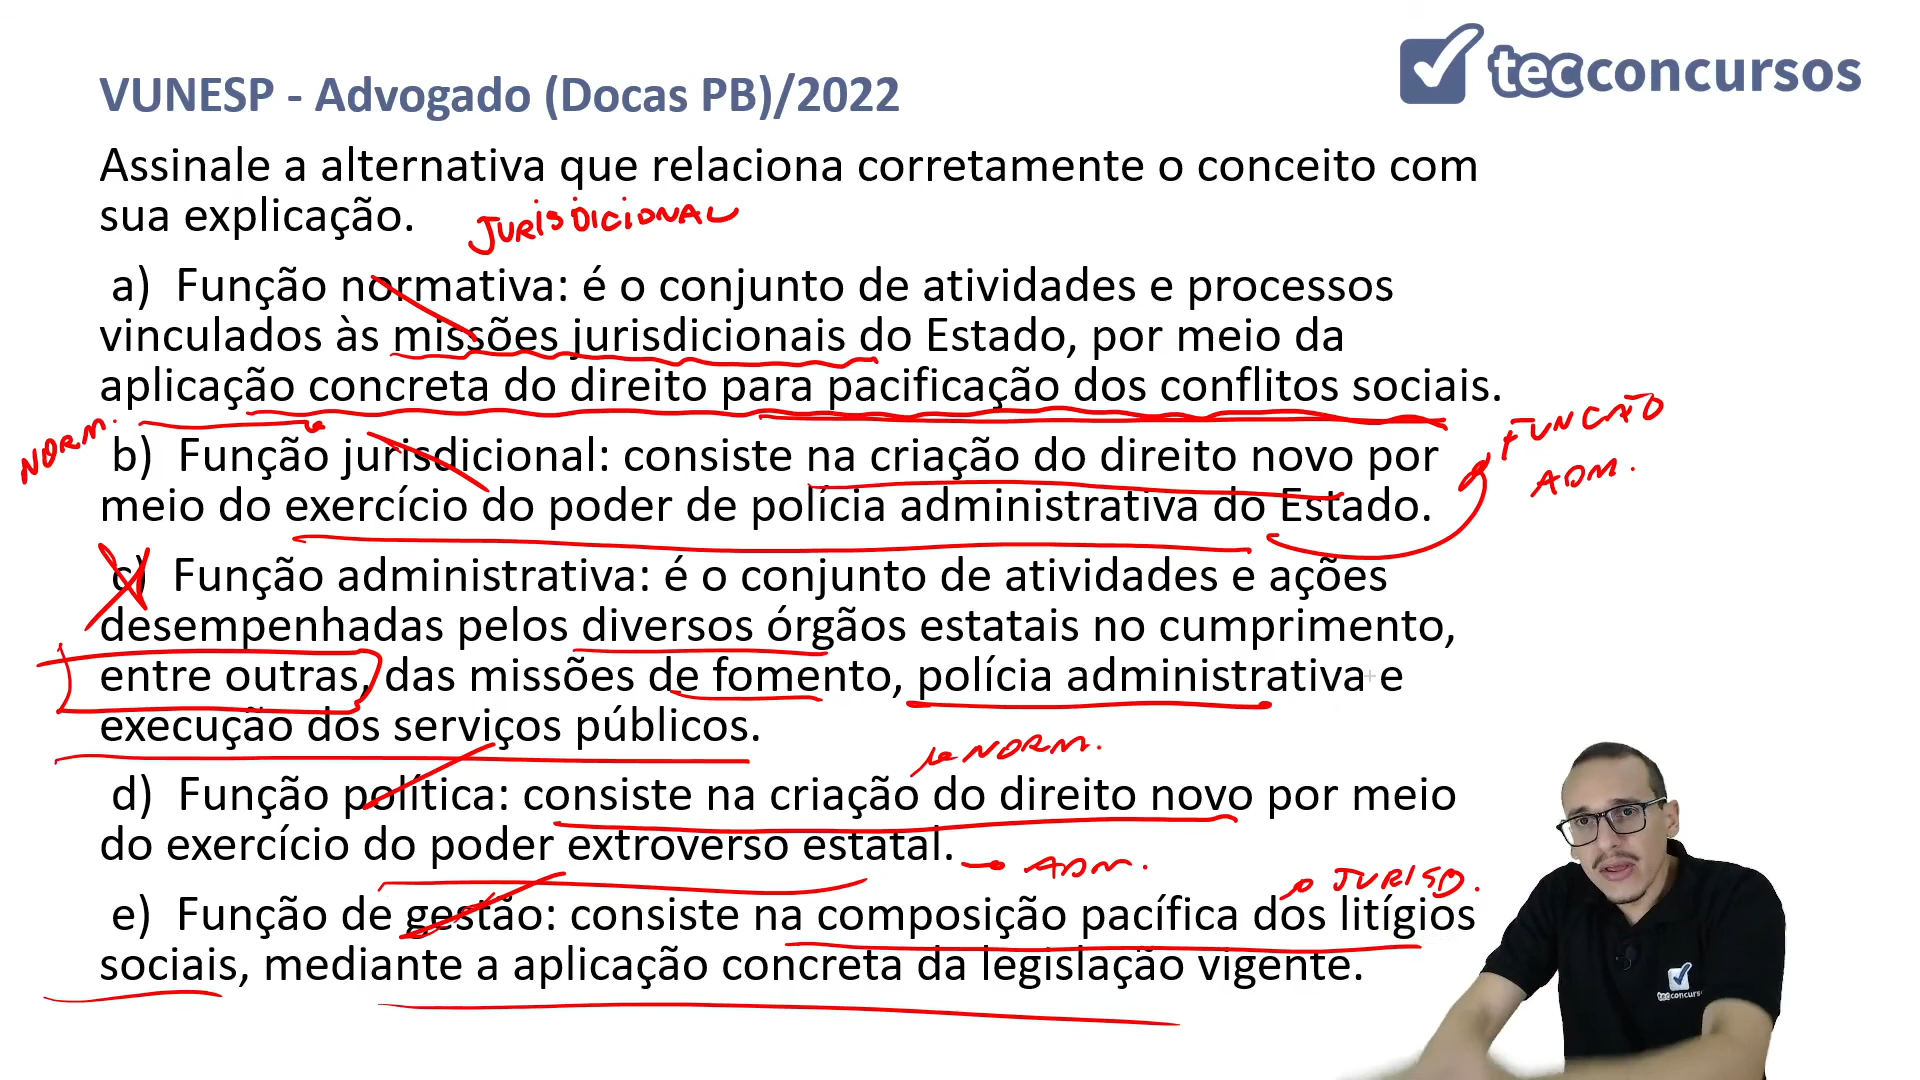 tecconcursos
VUNESP - Advogado (Docas PB)/2022
Assinale a alternativa que relaciona corretamente o conceito com
sua explicação.
JURISDICIONAL
a) Função normativa: é o conjunto de atividades e processos
vinculados às missões jurisdicionais do Estado, por meio da
aplicação concreta do direito para pacificação dos conflitos sociais.
NORM.
FUNCÃO
ADM.
b) Função jurisdicional: consiste na criação do direito novo por
meio do exercício do poder de polícia administrativa do Estado.
c) Função administrativa: é o conjunto de atividades e ações
desempenhadas pelos diversos órgãos estatais no cumprimento,
entre outras, das missões de fomento, polícia administrativa e
execução dos serviços públicos.
NORM.
d) Função política: consiste na criação do direito novo por meio
do exercício do poder extroverso estatal.
ADM.
JURISD.
e) Função de gestão: consiste na composição pacífica dos litígios
sociais, mediante a aplicação concreta da legislação vigente.
tecconcurs